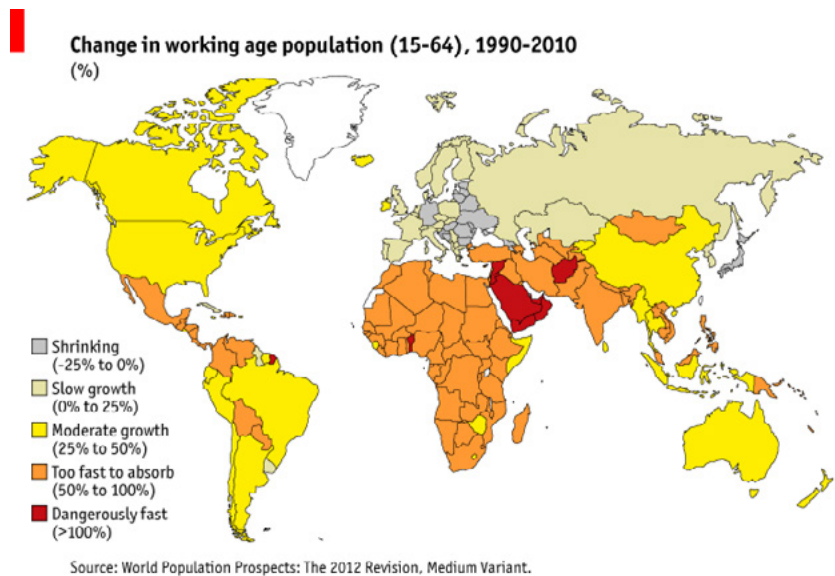 Change in working age population (15-64), 1990-2010
(%)
Shrinking
(-25% to 0%)
Slow growth
(0% to 25%)
Moderate growth
(25% to 50%)
Too fast to absorb
(50% to 100%)
Dangerously fast
(>100%)
Source: World Population Prospects: The 2012 Revision, Medium Variant.